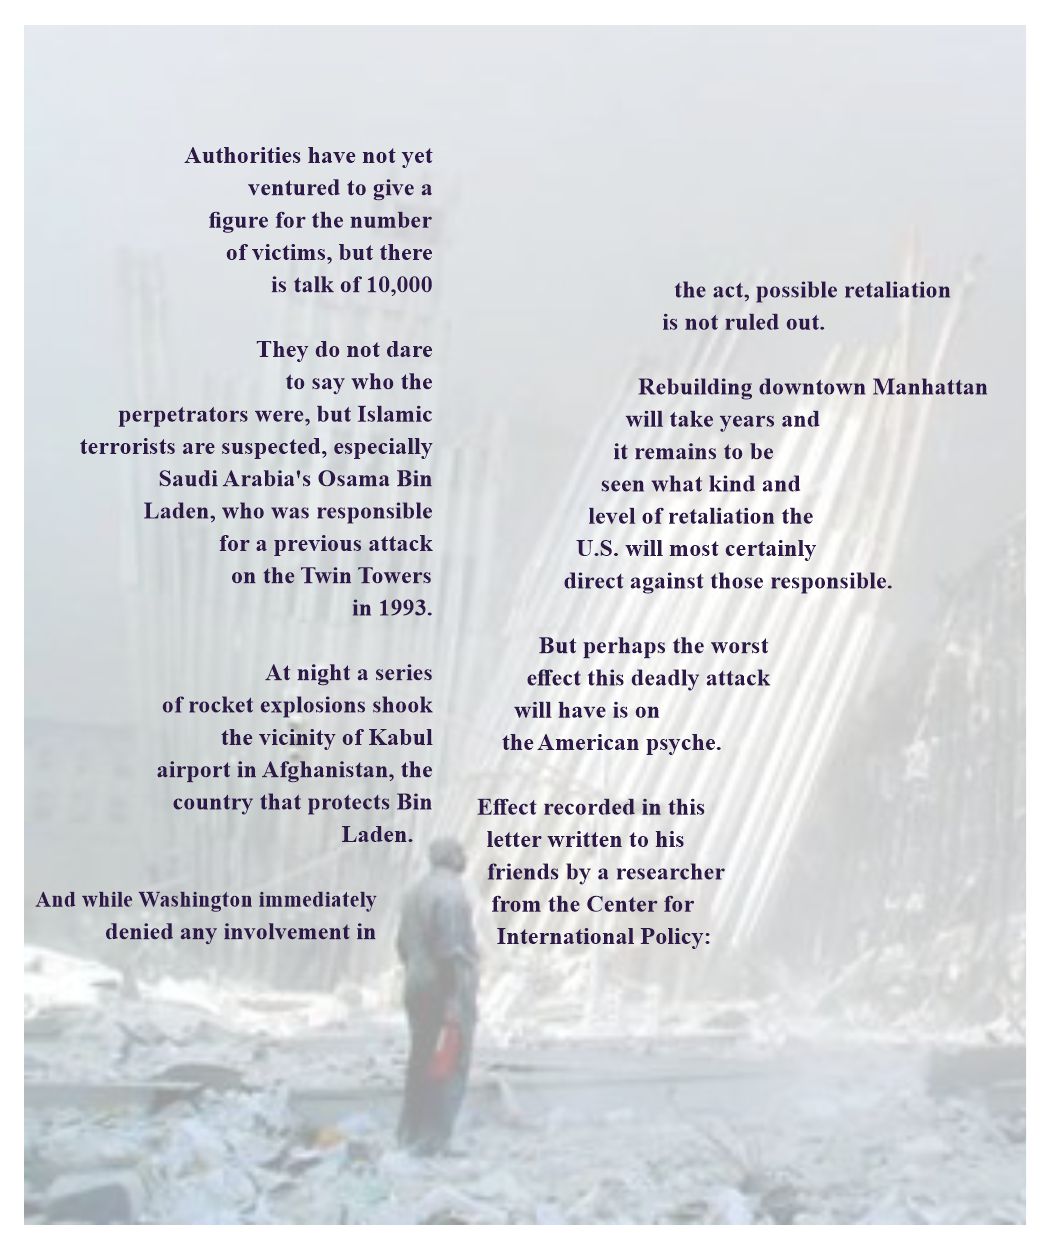 Authorities have not yet
ventured to give a
figure for the number
of victims, but there
is talk of 10,000
They do not dare
to say who the
perpetrators were, but Islamic
terrorists are suspected, especially
Saudi Arabia's Osama Bin
Laden, who was responsible
for a previous attack
on the Twin Towers
in 1993.
At night a series
of rocket explosions shook
the vicinity of Kabul
airport in Afghanistan, the
country that protects Bin
Laden.
And while Washington immediately
denied any involvement in
the act, possible retaliation
is not ruled out.
Rebuilding downtown Manhattan
will take years and
it remains to be
seen what kind and
level of retaliation the
U.S. will most certainly
direct against those responsible.
But perhaps the worst
effect this deadly attack
will have is on
the American psyche.
Effect recorded in this
letter written to his
friends by a researcher
from the Center for
International Policy: